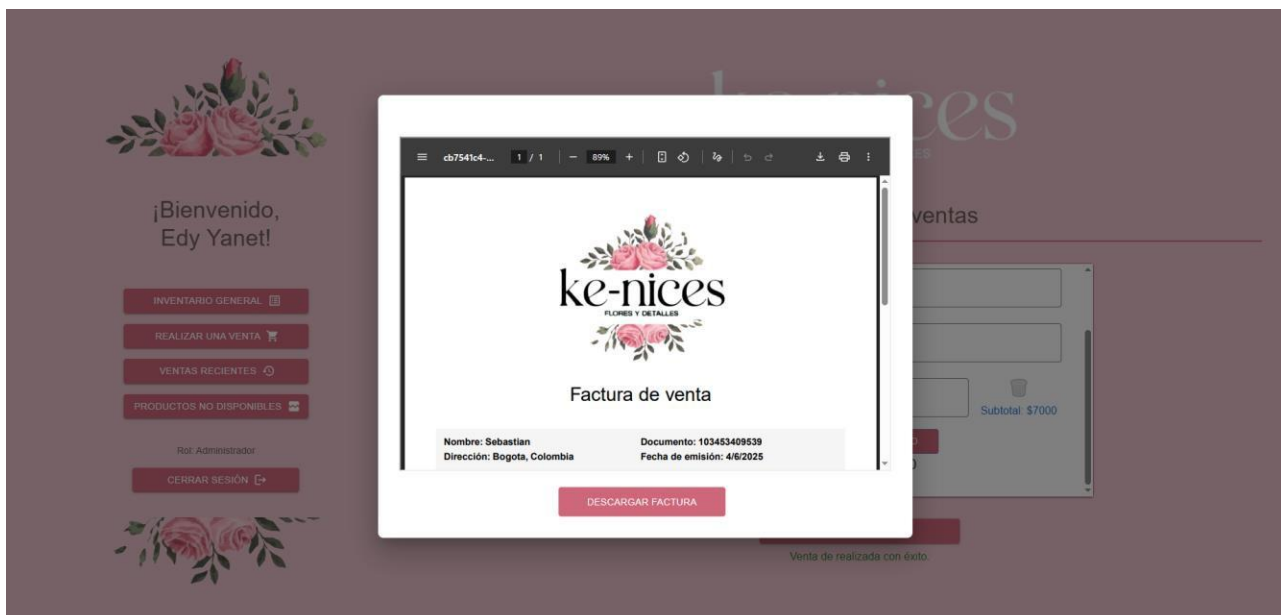 ¡Bienvenido,
Edy Yanet!
INVENTARIO GENERAL
REALIZAR UNA VENTA
VENTAS RECIENTES
PRODUCTOS NO DISPONIBLES
Rol: Administrador
CERRAR SESIÓN
ke-nices
ventas
Subtotal: $7000
Venta de realizada con éxito.
cb7541c4-...
1 / 1
89%
ke-nices
FLORES Y DETALLES
Factura de venta
Nombre: Sebastian
Documento: 103453409539
Dirección: Bogota, Colombia
Fecha de emisión: 4/6/2025
DESCARGAR FACTURA